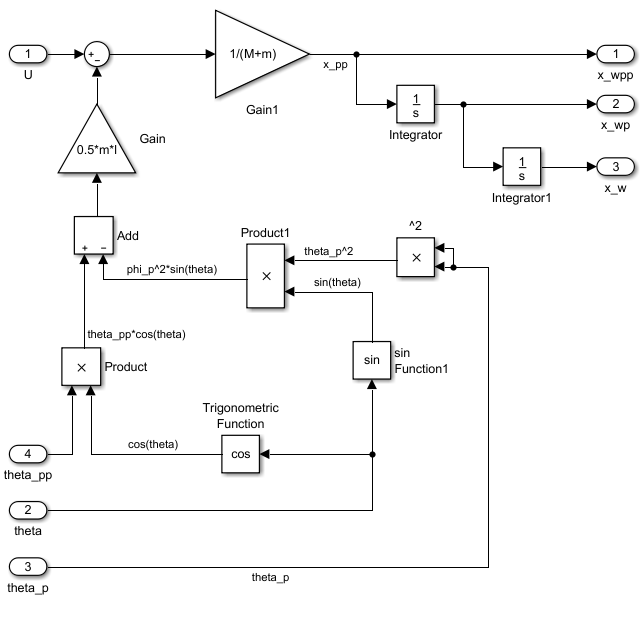 1
U
+
−
1/(M+m)
Gain1
x_pp
1
x_wpp
1
s
Integrator
2
x_wp
1
s
Integrator1
3
x_w
0.5*m*l
Gain
+ −
Add
phi_p^2*sin(theta)
Product1
×
theta_p^2
^2
×
sin(theta)
theta_pp*cos(theta)
×
Product
sin
sin
Function1
Trigonometric
Function
cos
cos(theta)
4
theta_pp
2
theta
3
theta_p
theta_p